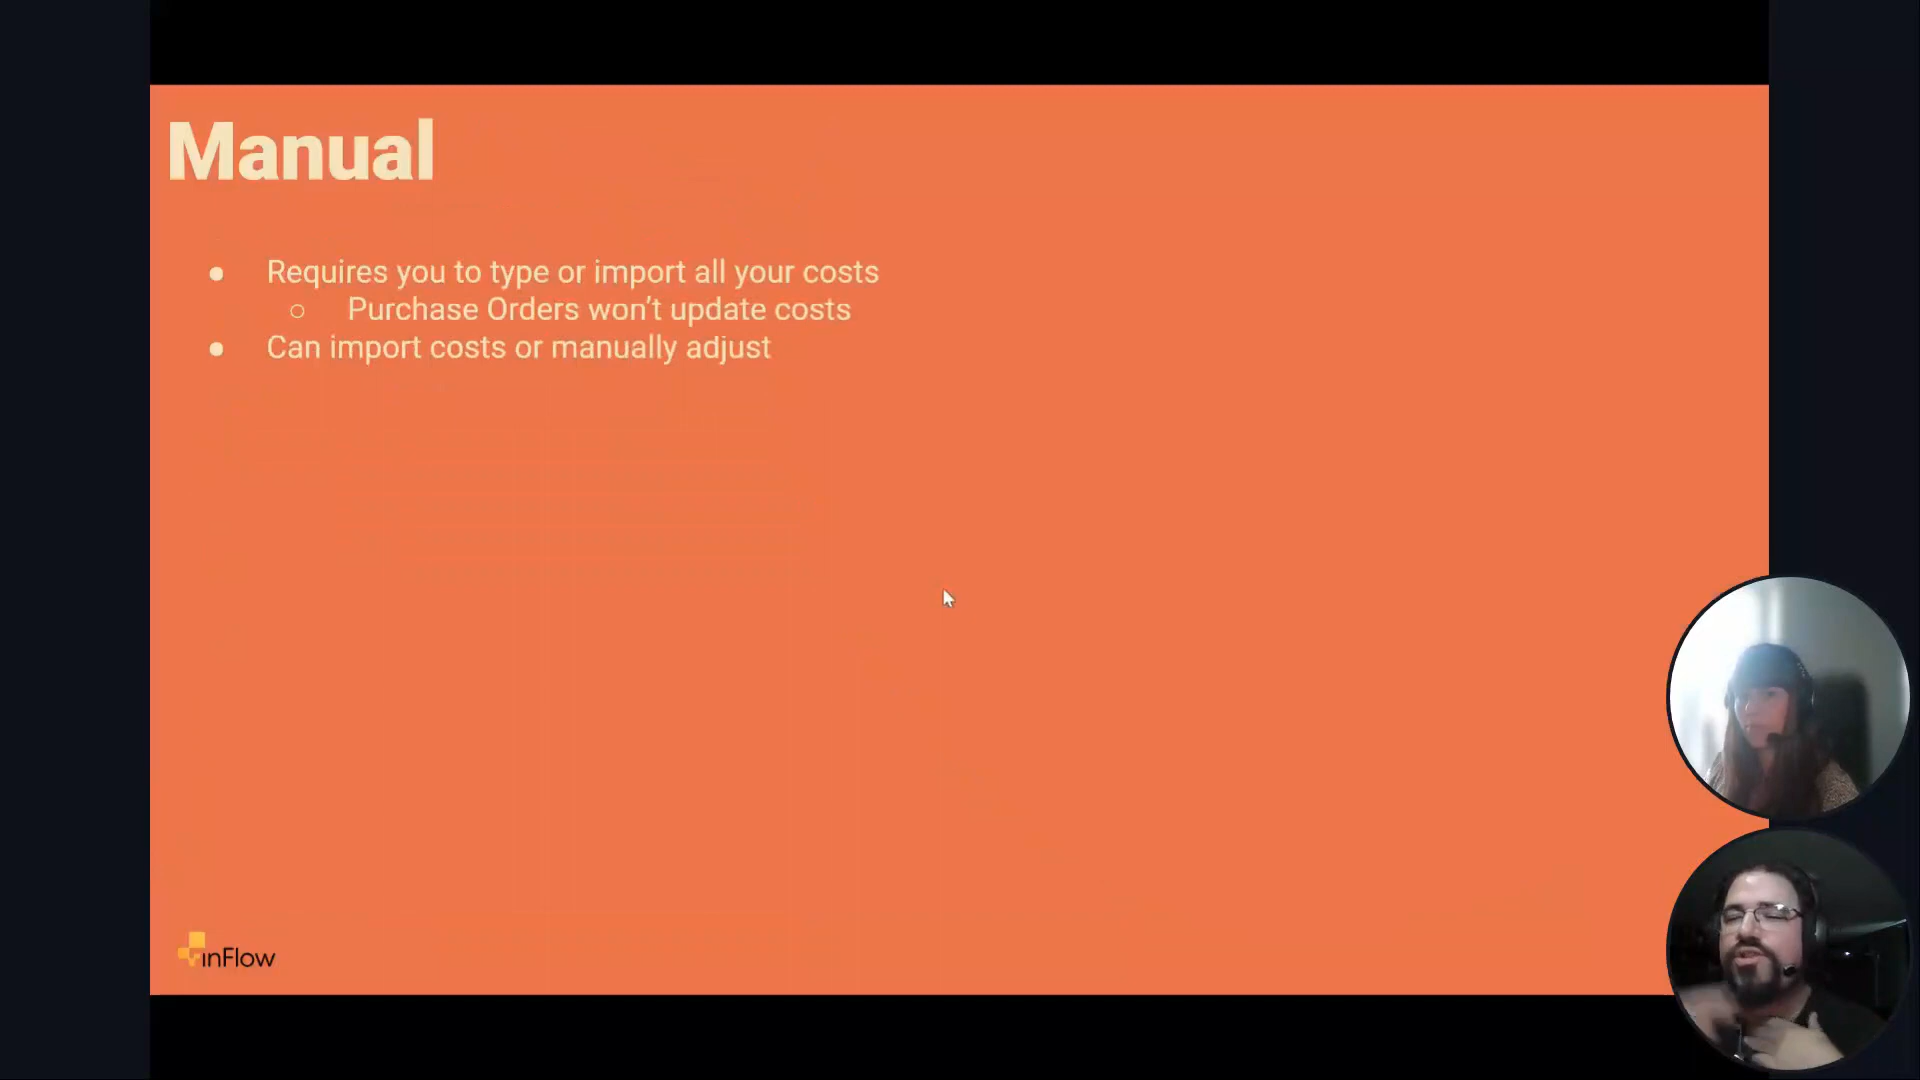 Manual
● Requires you to type or import all your costs
○ Purchase Orders won't update costs
● Can import costs or manually adjust
inFlow